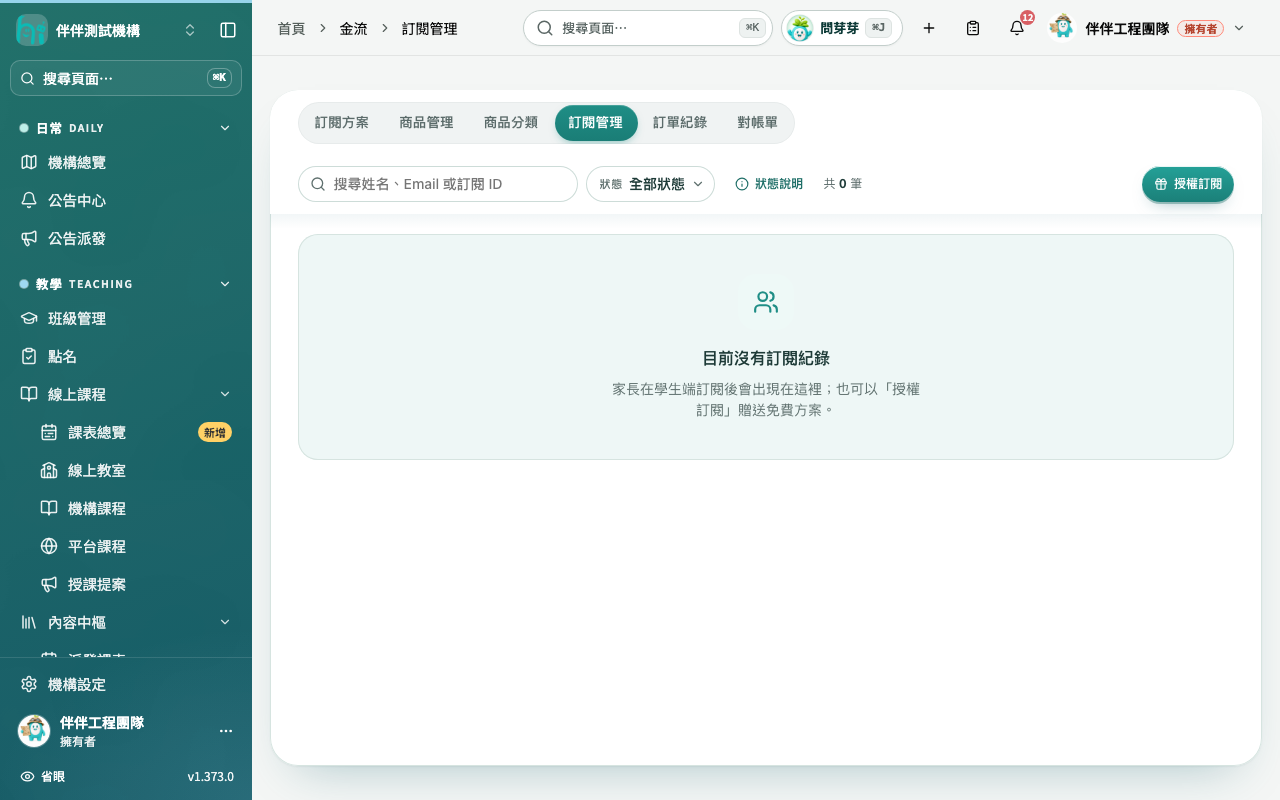 伴伴測試機構
搜尋頁面… ⌘K
日常 DAILY
機構總覽
公告中心
公告派發
教學 TEACHING
班級管理
點名
線上課程
課表總覽 新增
線上教室
機構課程
平台課程
授課提案
內容中樞
派發課表
機構設定
伴伴工程團隊
擁有者
省眼 v1.373.0
首頁 > 金流 > 訂閱管理
搜尋頁面… ⌘K
問芽芽 ⌘J
12
伴伴工程團隊 擁有者
訂閱方案 商品管理 商品分類 訂閱管理 訂單紀錄 對帳單
搜尋姓名、Email 或訂閱 ID
狀態 全部狀態
狀態說明
共 0 筆
授權訂閱
目前沒有訂閱紀錄
家長在學生端訂閱後會出現在這裡；也可以「授權
訂閱」贈送免費方案。